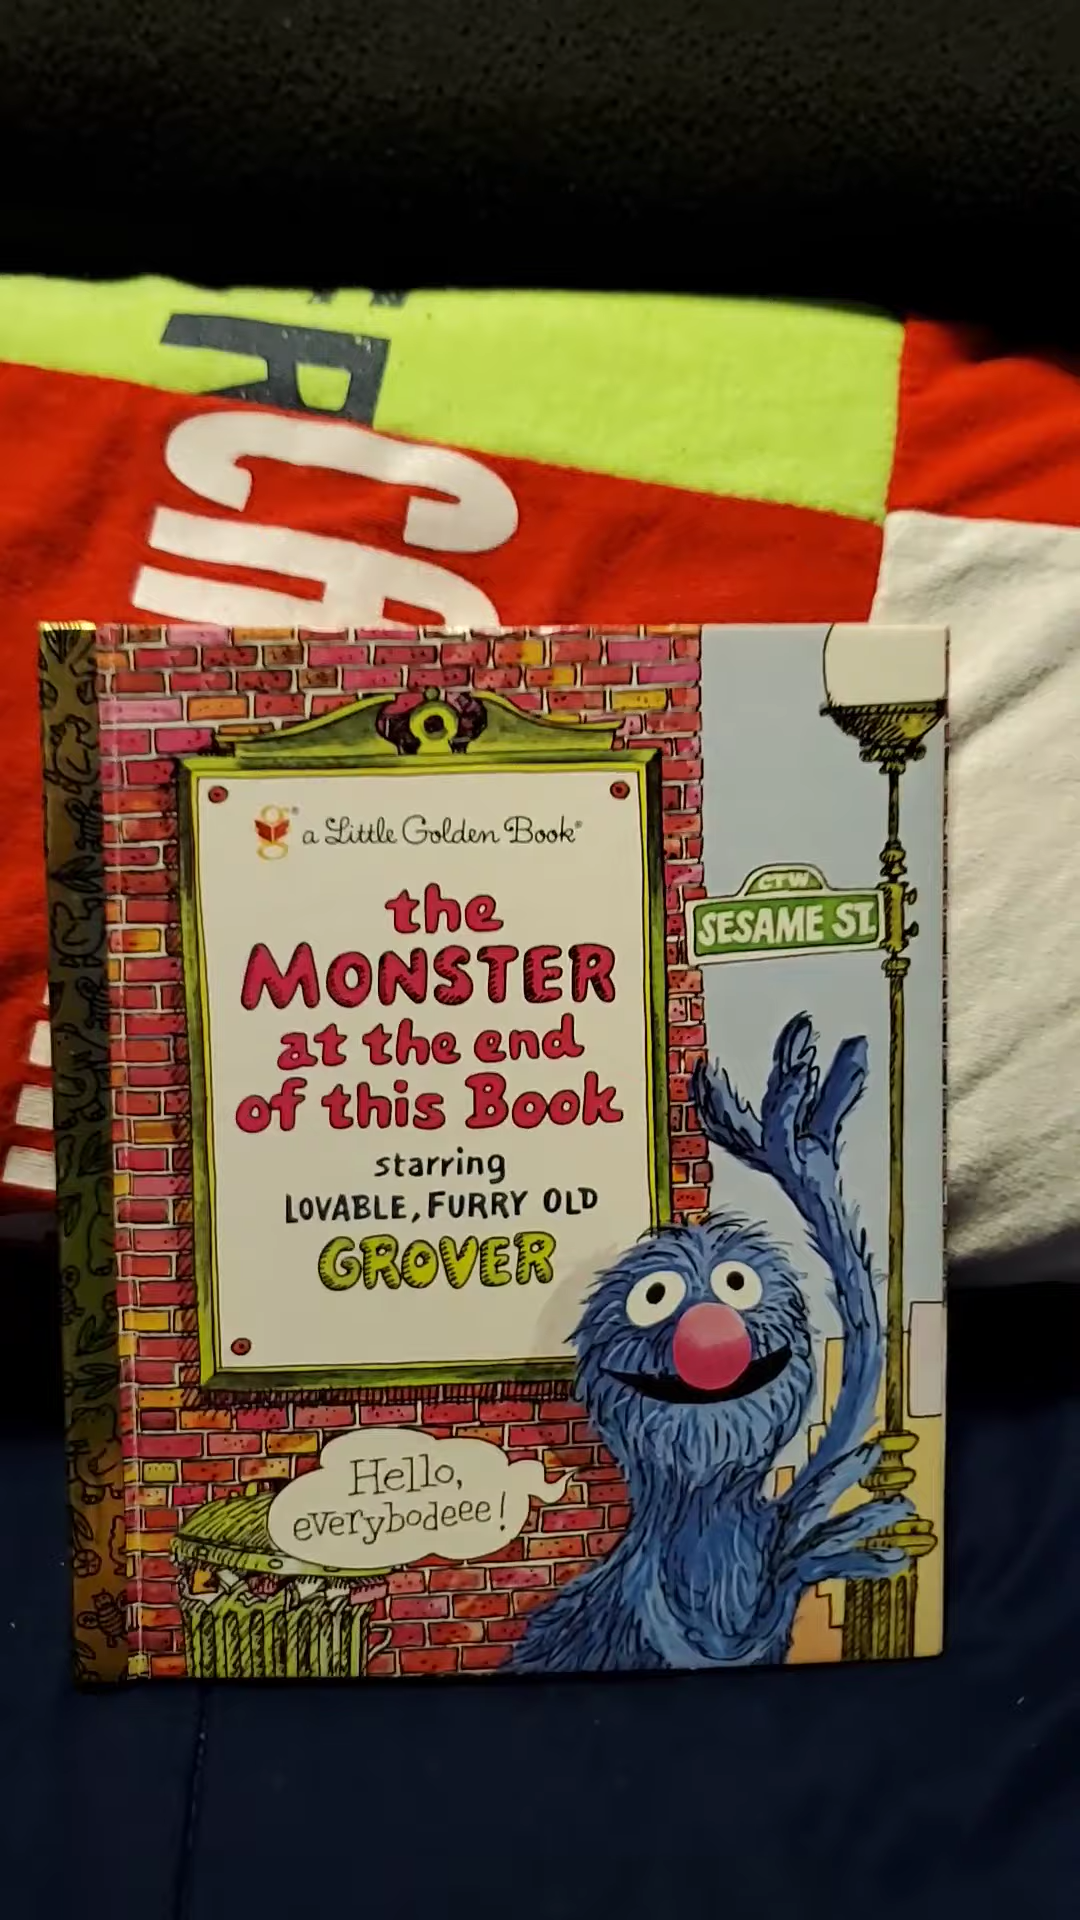 CA
a Little Golden Book®
the
MONSTER
at the end
of this Book
starring
LOVABLE, FURRY OLD
GROVER
CTW
SESAME ST.
Hello,
everybodeee!